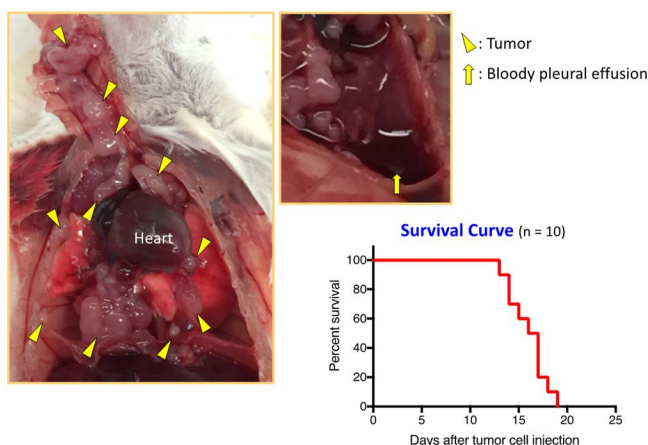 : Tumor
: Bloody pleural effusion
Heart
Survival Curve (n = 10)
Percent survival
100
80
60
40
20
0
0 5 10 15 20 25
Days after tumor cell injection